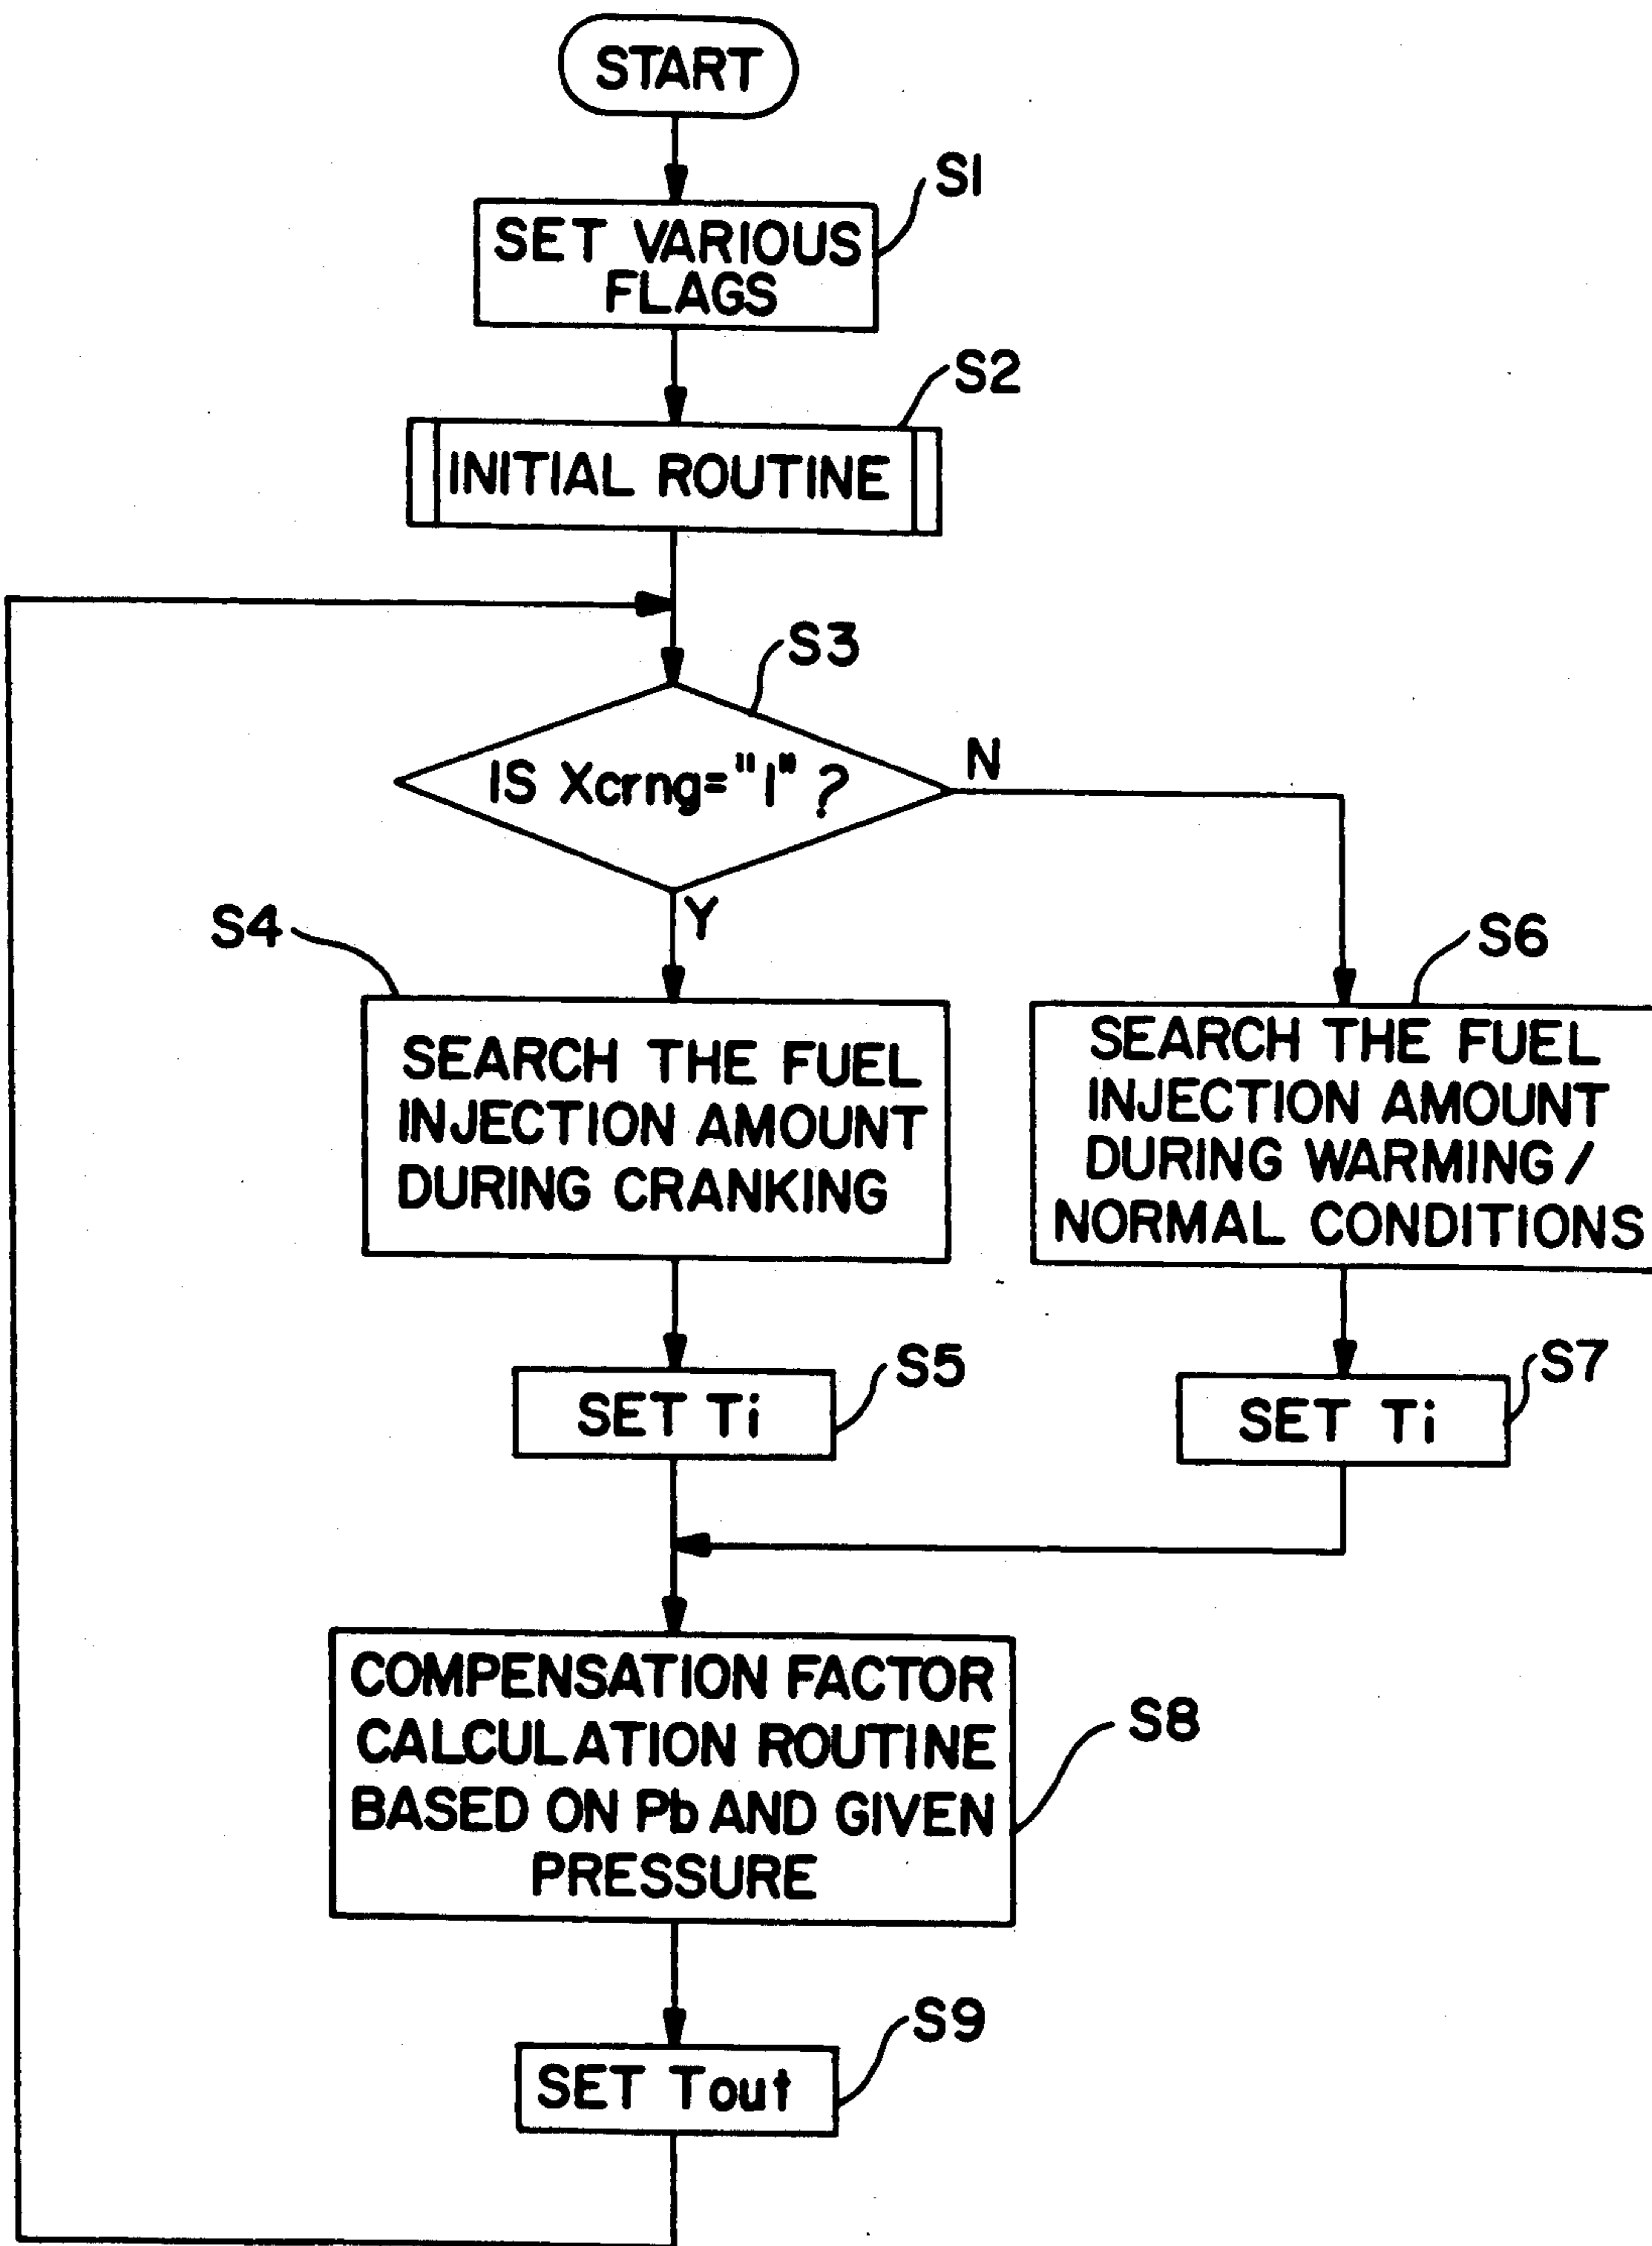 START
S1
SET VARIOUS
FLAGS
S2
INITIAL ROUTINE
S3
IS Xcrng="1" ?
N
Y
S4
SEARCH THE FUEL
INJECTION AMOUNT
DURING CRANKING
S6
SEARCH THE FUEL
INJECTION AMOUNT
DURING WARMING /
NORMAL CONDITIONS
S5
SET Ti
S7
SET Ti
COMPENSATION FACTOR
CALCULATION ROUTINE
BASED ON Pb AND GIVEN
PRESSURE
S8
S9
SET Tout